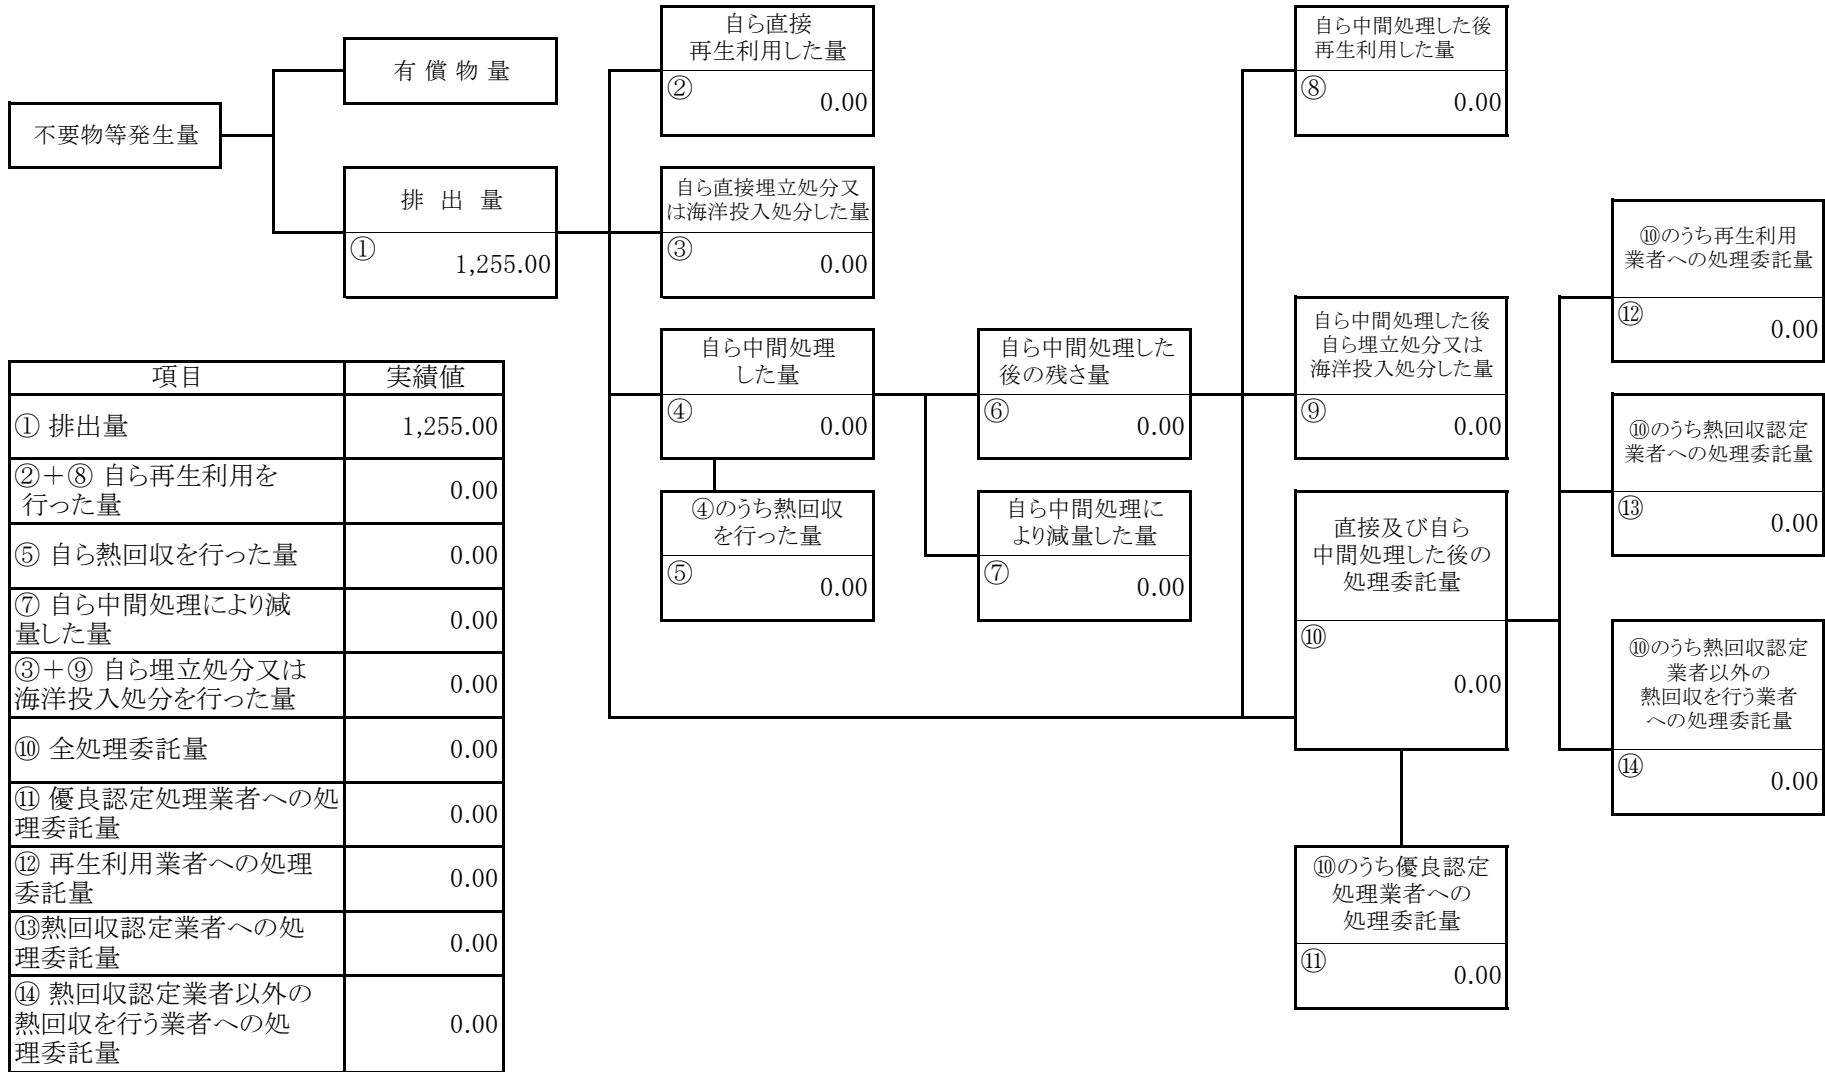 不要物等発生量
有 償 物 量
排 出 量
①
1,255.00
自ら直接
再生利用した量
②
0.00
自ら直接埋立処分又
は海洋投入処分した量
③
0.00
自ら中間処理
した量
④
0.00
④のうち熱回収
を行った量
⑤
0.00
自ら中間処理した
後の残さ量
⑥
0.00
自ら中間処理に
より減量した量
⑦
0.00
自ら中間処理した後
再生利用した量
⑧
0.00
自ら中間処理した後
自ら埋立処分又は
海洋投入処分した量
⑨
0.00
直接及び自ら
中間処理した後の
処理委託量
⑩
0.00
⑩のうち優良認定
処理業者への
処理委託量
⑪
0.00
⑩のうち再生利用
業者への処理委託量
⑫
0.00
⑩のうち熱回収認定
業者への処理委託量
⑬
0.00
⑩のうち熱回収認定
業者以外の
熱回収を行う業者
への処理委託量
⑭
0.00
項目 実績値
① 排出量 1,255.00
②＋⑧ 自ら再生利用を
行った量 0.00
⑤ 自ら熱回収を行った量 0.00
⑦ 自ら中間処理により減
量した量 0.00
③＋⑨ 自ら埋立処分又は
海洋投入処分を行った量 0.00
⑩ 全処理委託量 0.00
⑪ 優良認定処理業者への処
理委託量 0.00
⑫ 再生利用業者への処理
委託量 0.00
⑬熱回収認定業者への処
理委託量 0.00
⑭ 熱回収認定業者以外の
熱回収を行う業者への処
理委託量 0.00